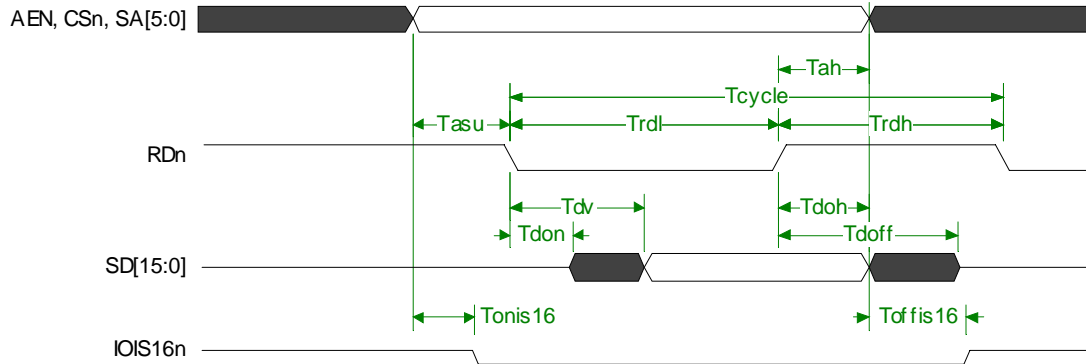 AEN, CSn, SA[5:0]
Tah
Tcycle
Tasu Trdl Trdh
RDn
Tdv Tdoh
Tdon Tdoff
SD[15:0]
Tonis16 Toffis16
IOIS16n